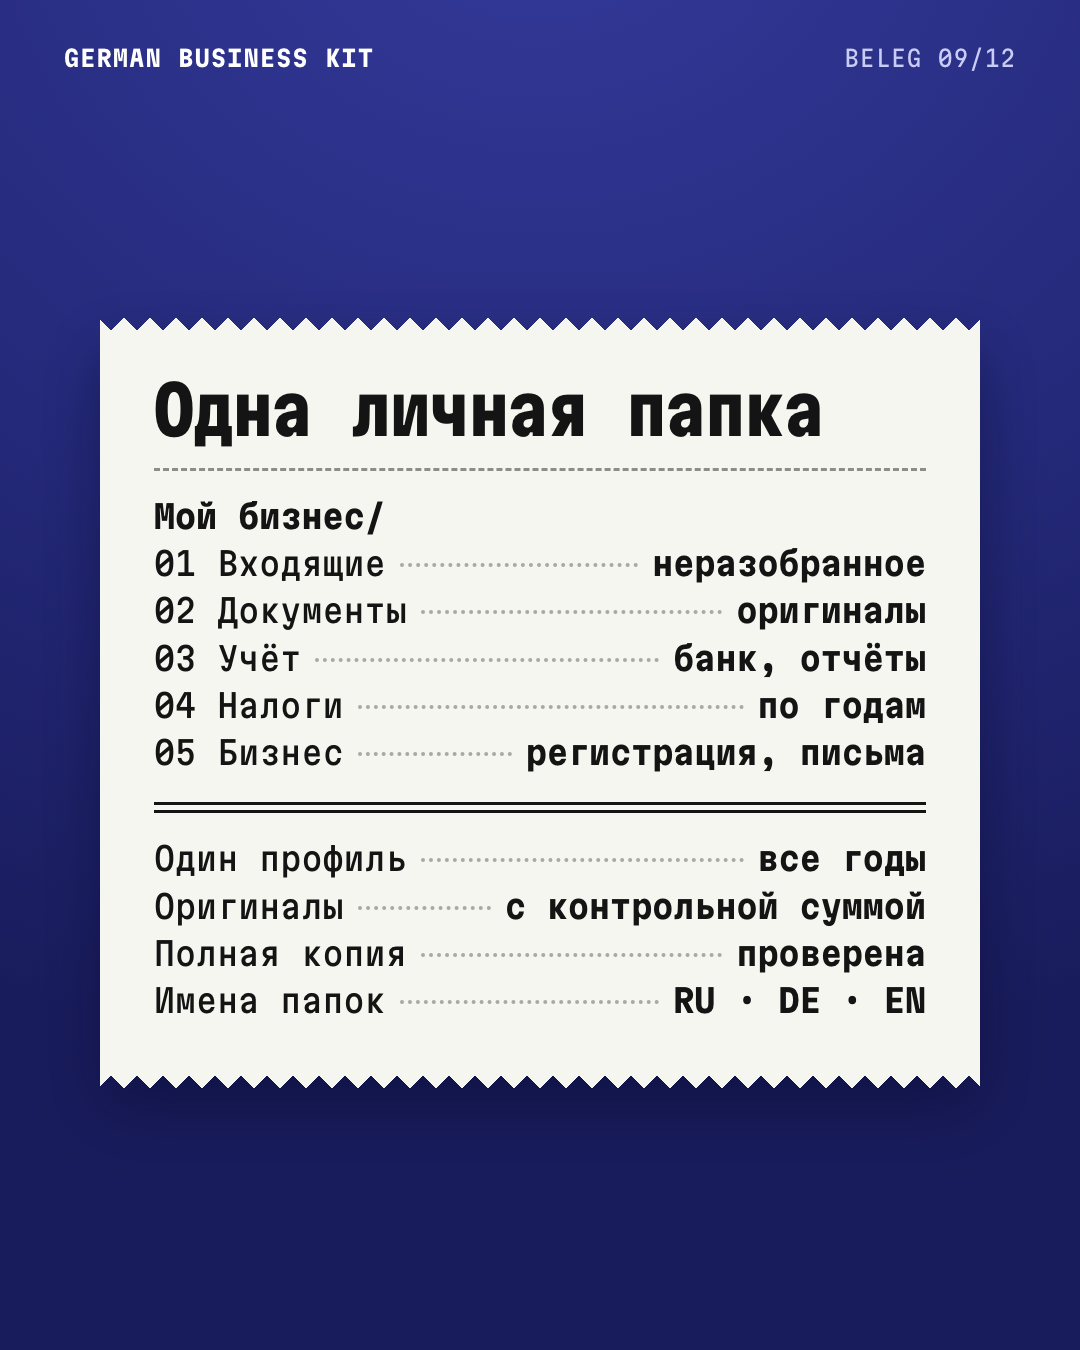 GERMAN BUSINESS KIT
BELEG 09/12
Одна личная папка
Мой бизнес/
01 Входящие неразобранное
02 Документы оригиналы
03 Учёт банк, отчёты
04 Налоги по годам
05 Бизнес регистрация, письма
Один профиль все годы
Оригиналы с контрольной суммой
Полная копия проверена
Имена папок RU · DE · EN